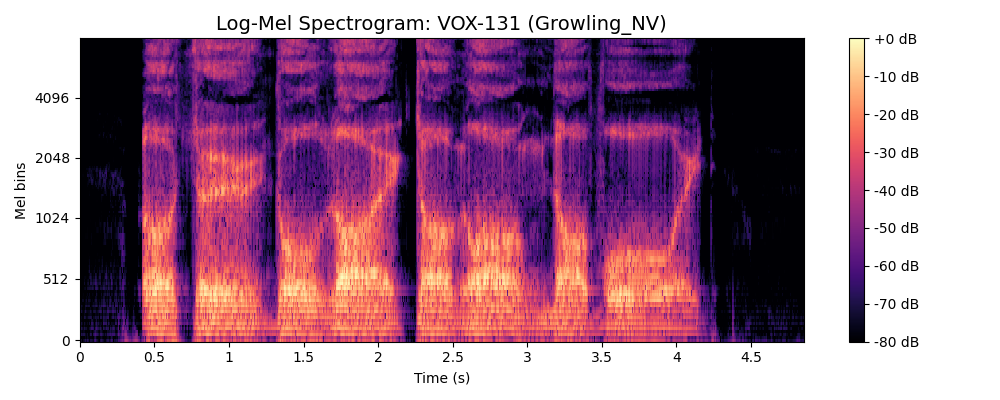 Log-Mel Spectrogram: VOX-131 (Growling_NV)
Mel bins
4096
2048
1024
512
0
0 0.5 1 1.5 2 2.5 3 3.5 4 4.5
Time (s)
+0 dB
-10 dB
-20 dB
-30 dB
-40 dB
-50 dB
-60 dB
-70 dB
-80 dB